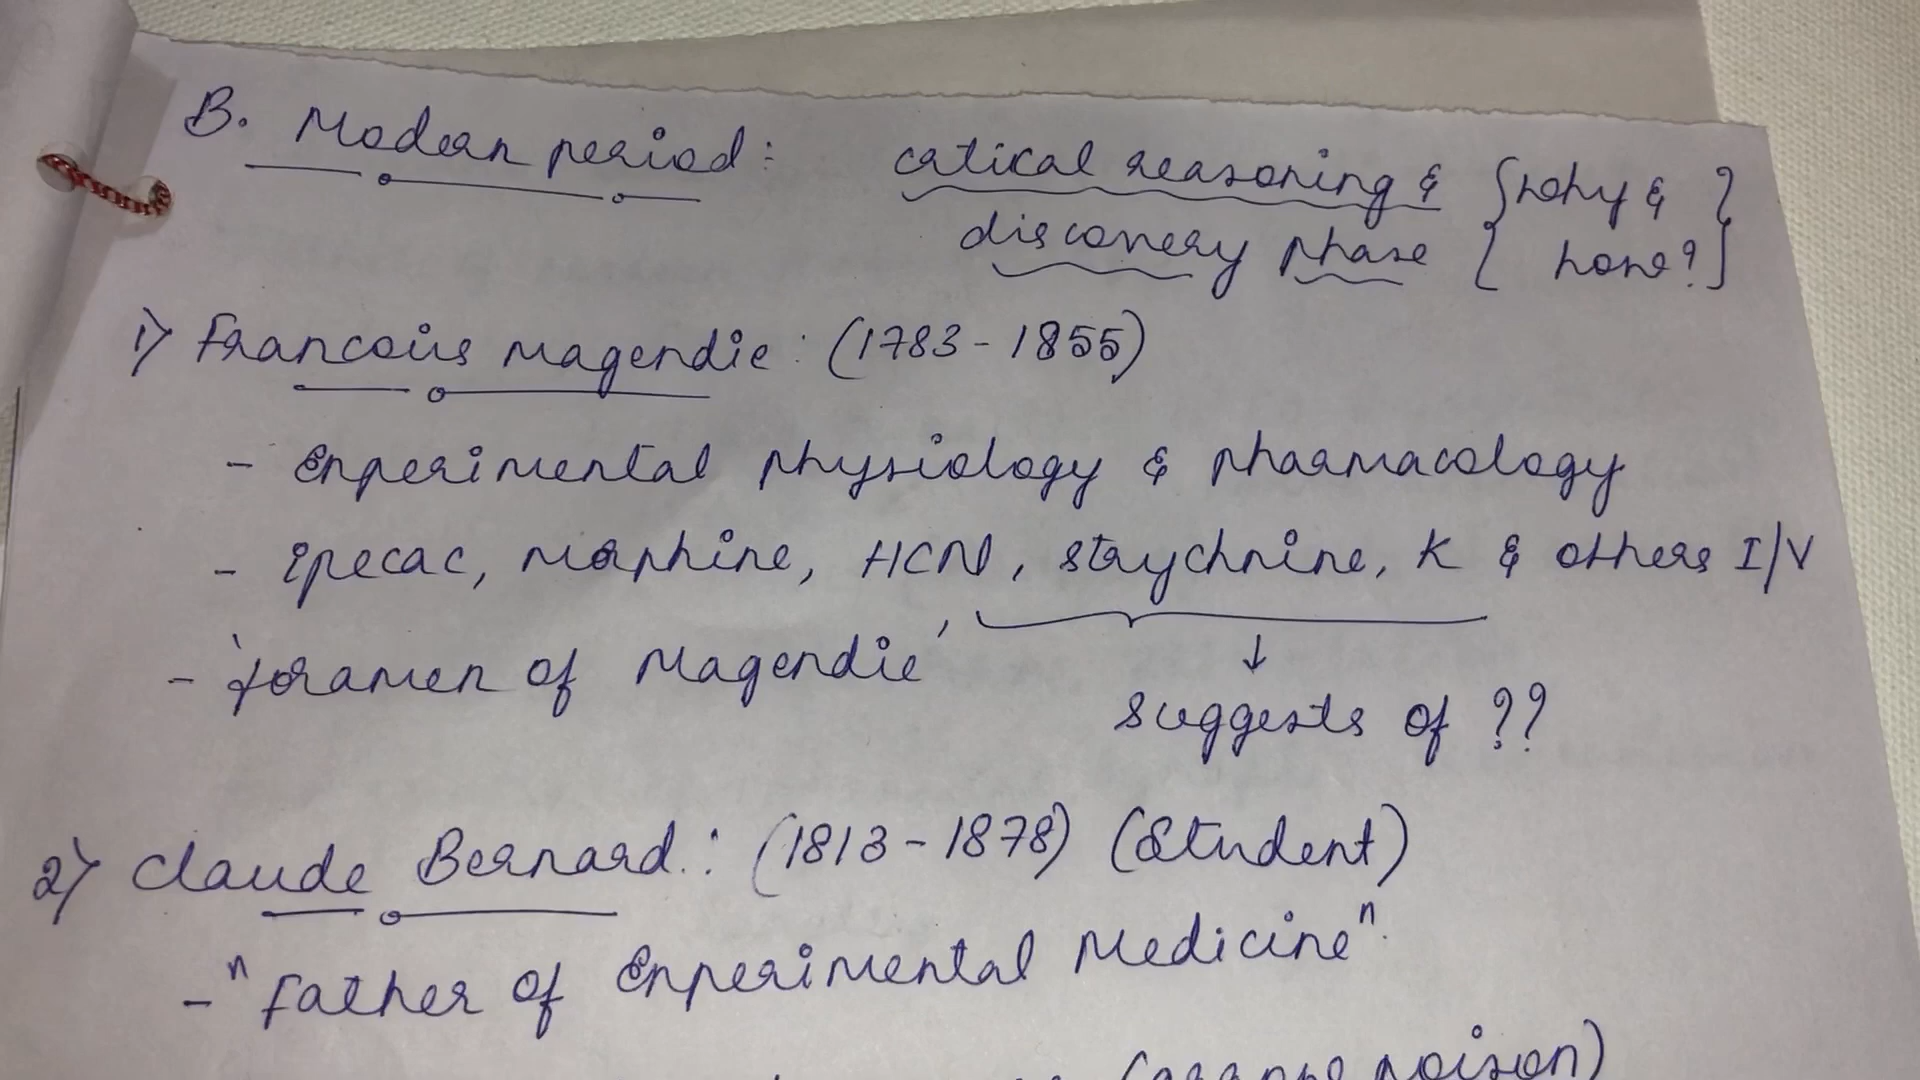 B. Modern period: critical reasoning & {why &}
discovery phase {how?}
1) Francois Magendie: (1783-1855)
- Experimental physiology & pharmacology
- Ipecac, Morphine, HCN, strychnine, K & others I/V
- 'foramen of Magendie'
↓
suggests of ??
2) Claude Bernard: (1813-1878) (Student)
- "Father of Experimental Medicine".
poison)